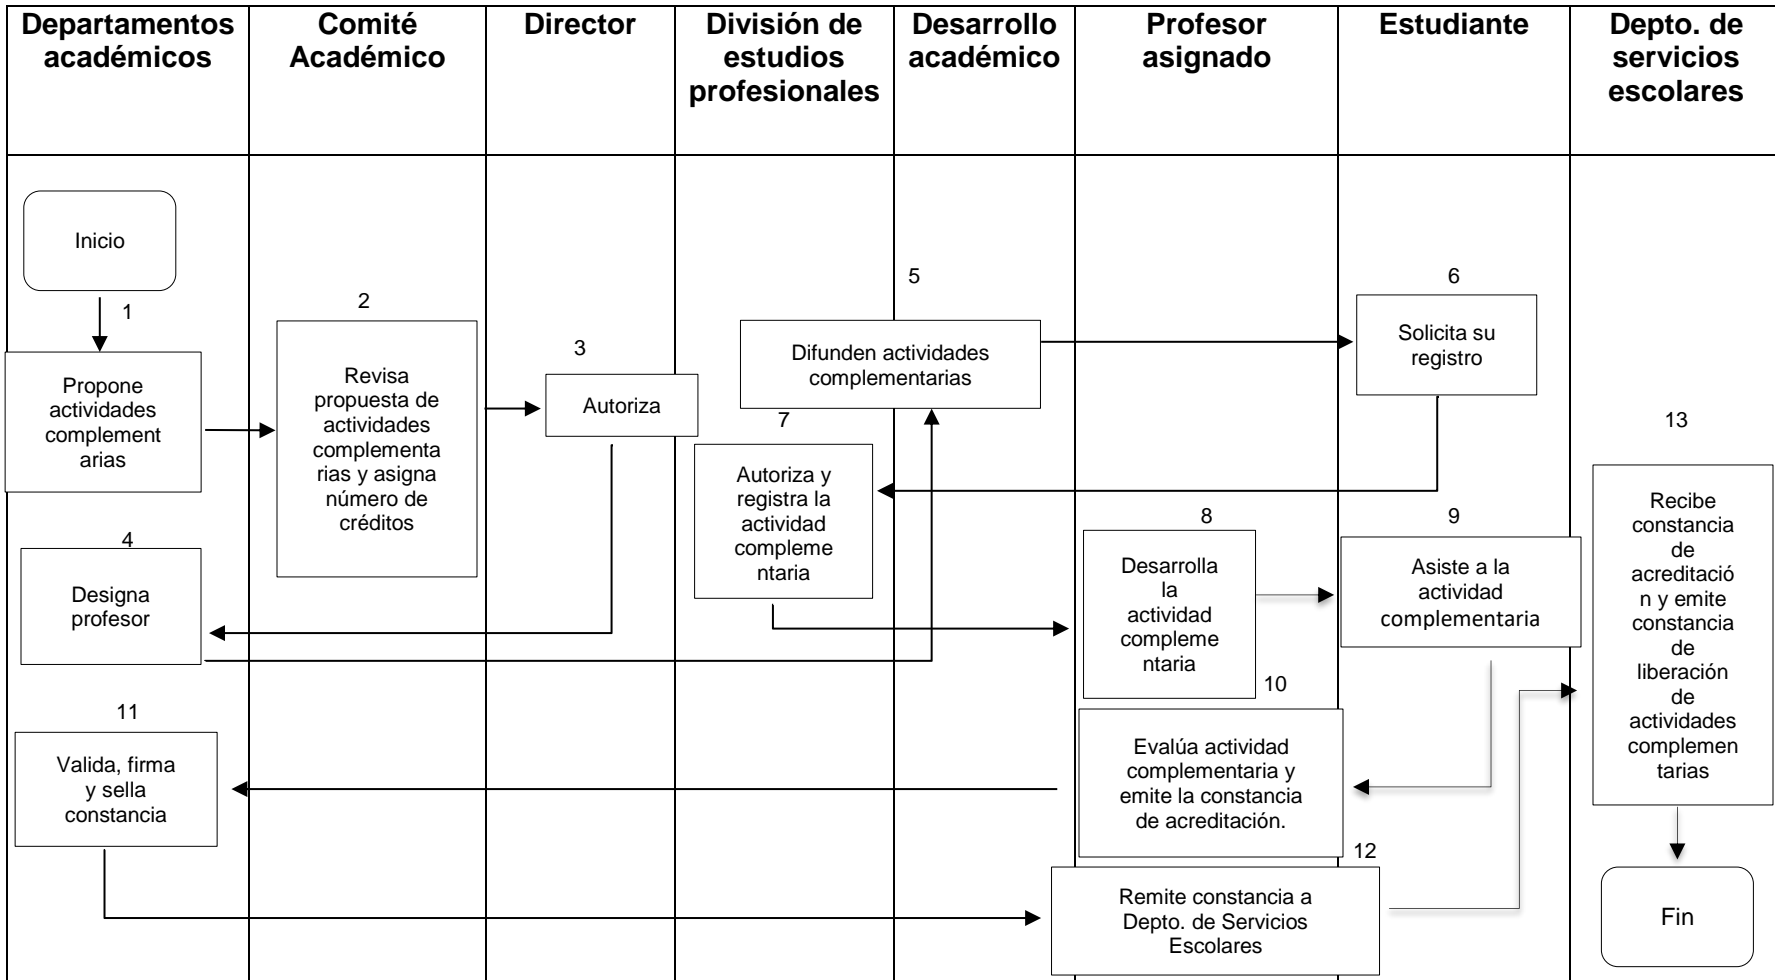 Departamentos
académicos
Comité
Académico
Director
División de
estudios
profesionales
Desarrollo
académico
Profesor
asignado
Estudiante
Depto. de
servicios
escolares
Inicio
1
Propone
actividades
complement
arias
2
Revisa
propuesta de
actividades
complementa
rias y asigna
número de
créditos
3
Autoriza
4
Designa
profesor
5
Difunden actividades
complementarias
6
Solicita su
registro
7
Autoriza y
registra la
actividad
compleme
ntaria
8
Desarrolla
la
actividad
compleme
ntaria
9
Asiste a la
actividad
complementaria
10
Evalúa actividad
complementaria y
emite la constancia
de acreditación.
11
Valida, firma
y sella
constancia
12
Remite constancia a
Depto. de Servicios
Escolares
13
Recibe
constancia
de
acreditació
n y emite
constancia
de
liberación
de
actividades
complemen
tarias
Fin